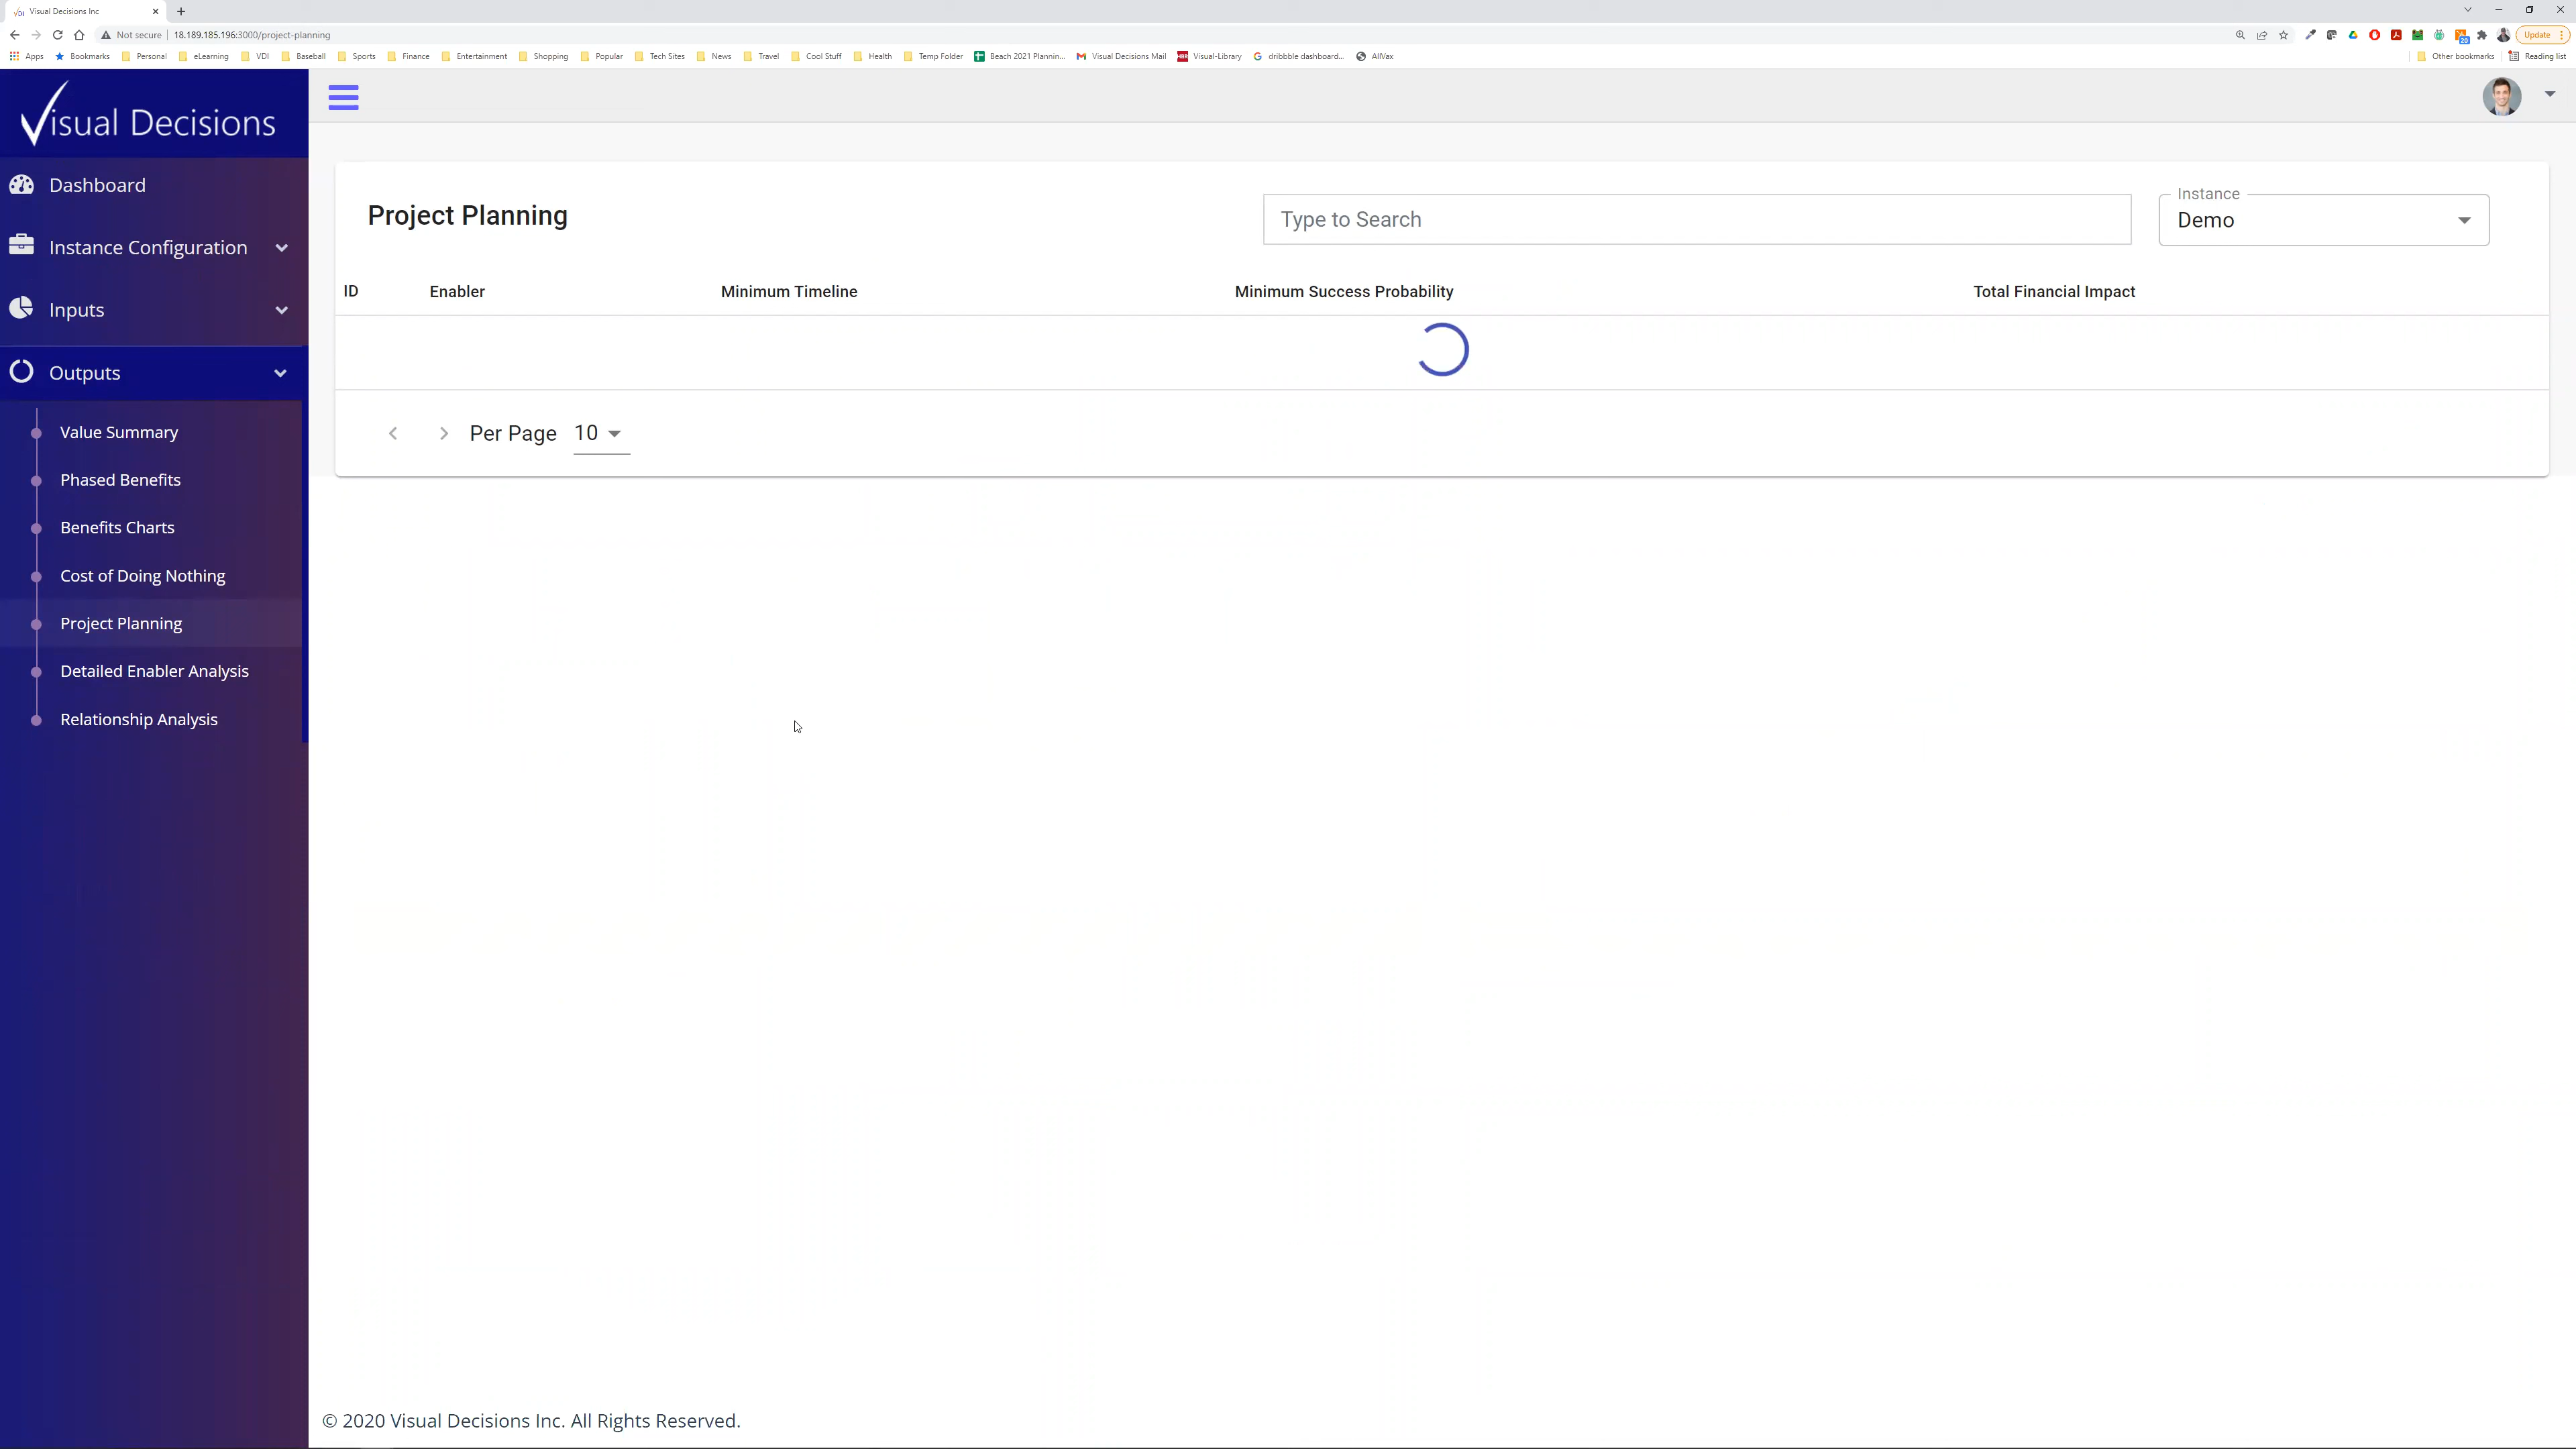 Visual Decisions Inc
Not secure
18.189.185.196:3000/project-planning
Update
Apps
Bookmarks
Personal
eLearning
VDI
Baseball
Sports
Finance
Entertainment
Shopping
Popular
Tech Sites
News
Travel
Cool Stuff
Health
Temp Folder
Beach 2021 Plannin...
Visual Decisions Mail
Visual-Library
dribbble dashboard...
AllVax
Other bookmarks
Reading list
Visual Decisions
Dashboard
Instance Configuration
Inputs
Outputs
Value Summary
Phased Benefits
Benefits Charts
Cost of Doing Nothing
Project Planning
Detailed Enabler Analysis
Relationship Analysis
Project Planning
Type to Search
Instance
Demo
ID
Enabler
Minimum Timeline
Minimum Success Probability
Total Financial Impact
Per Page
10
© 2020 Visual Decisions Inc. All Rights Reserved.